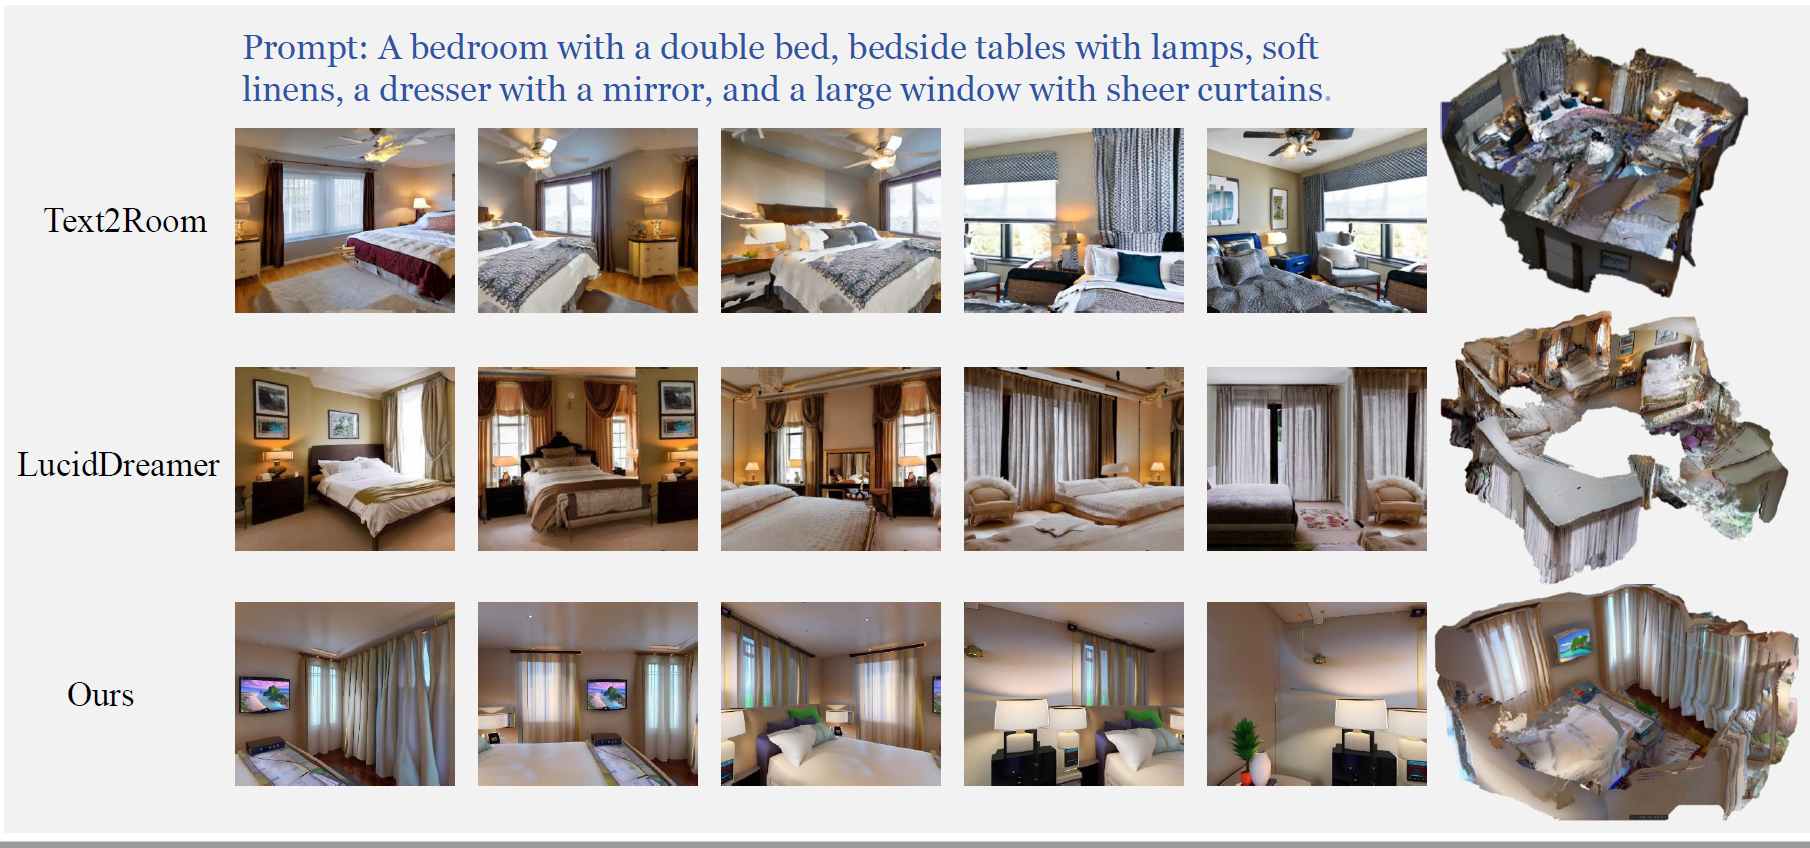 Prompt: A bedroom with a double bed, bedside tables with lamps, soft
linens, a dresser with a mirror, and a large window with sheer curtains.
Text2Room
LucidDreamer
Ours